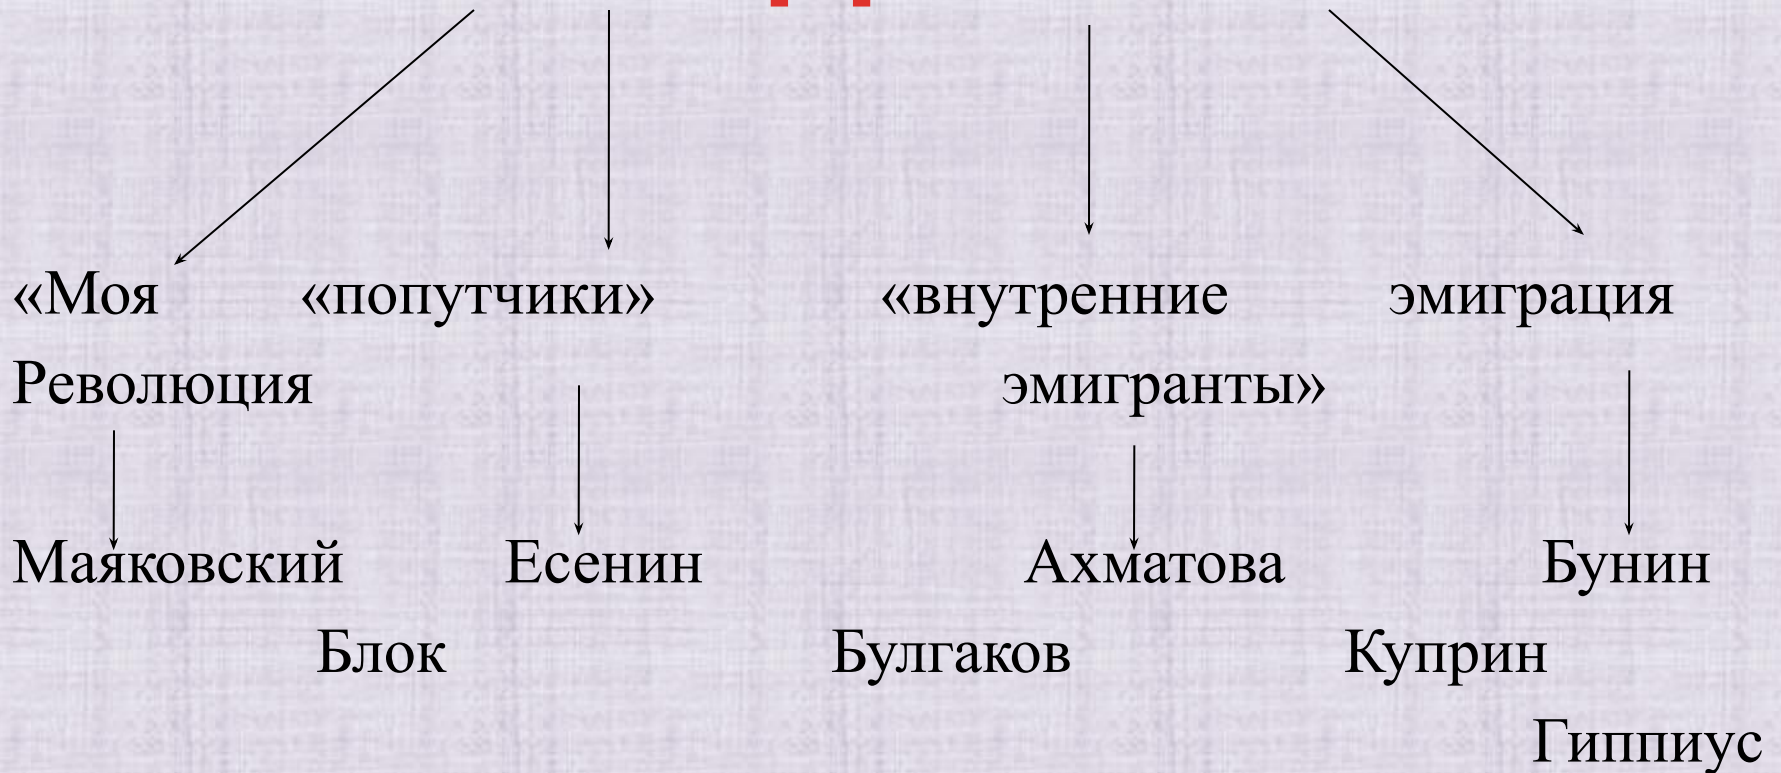 «Моя «попутчики» «внутренние эмиграция
Революция эмигранты»
Маяковский Есенин Ахматова Бунин
Блок Булгаков Куприн
Гиппиус